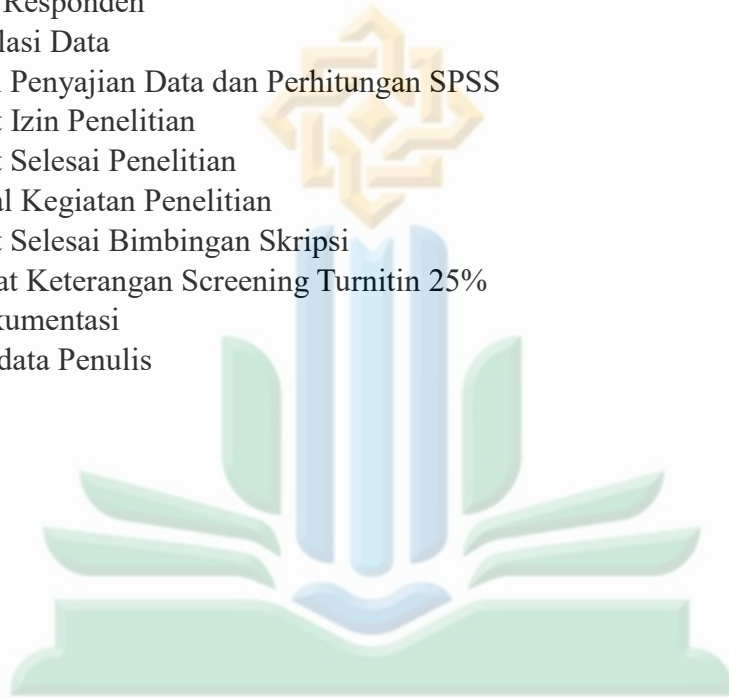 Responden
lasi Data
Penyajian Data dan Perhitungan SPSS
Izin Penelitian
Selesai Penelitian
al Kegiatan Penelitian
Selesai Bimbingan Skripsi
at Keterangan Screening Turnitin 25%
kumentasi
data Penulis